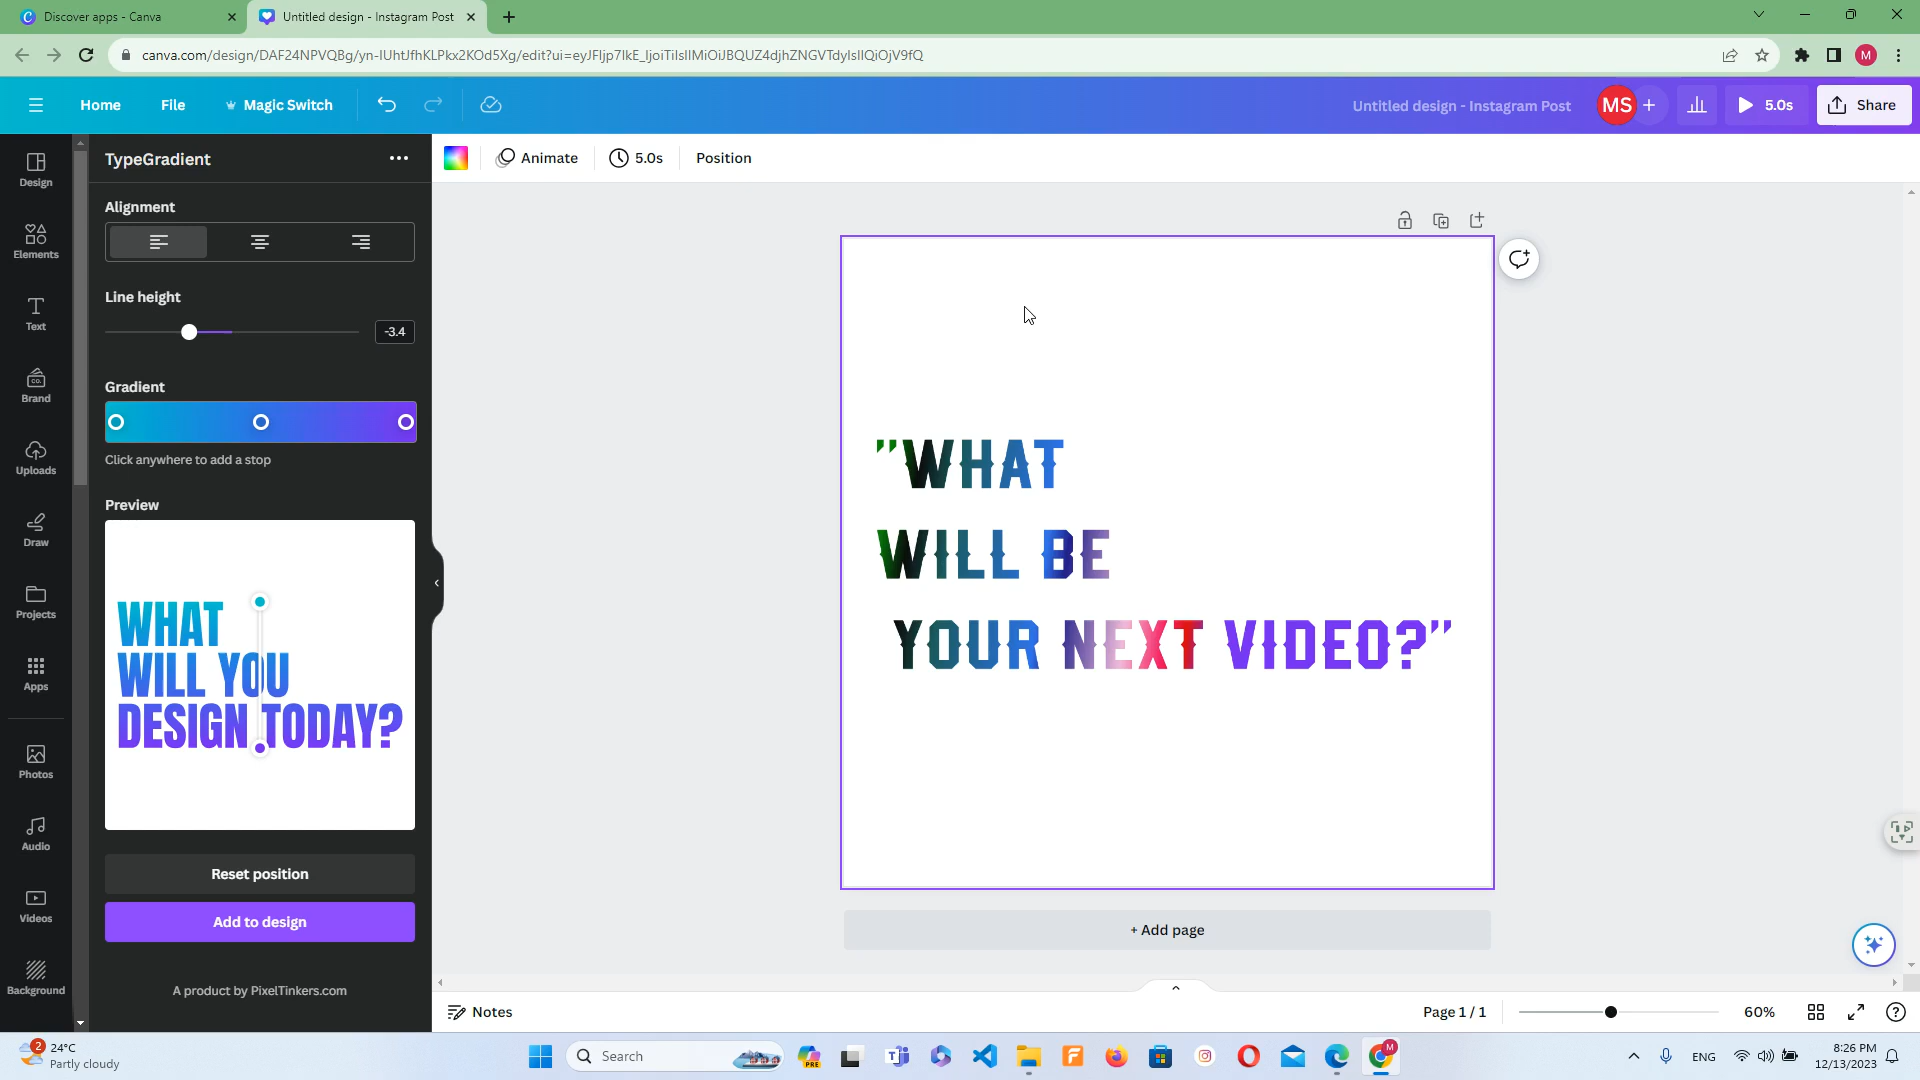 Discover apps - Canva
Untitled design - Instagram Post
canva.com/design/DAF24NPVQBg/yn-IUhtJfhKLPkx2KOd5Xg/edit?ui=eyJFIjp7IkE_IjoiTiIsIlMiOiJBQUZ4djhZNGVTdyIsIlQiOjV9fQ
M
Home
File
Magic Switch
Untitled design - Instagram Post
MS
+
5.0s
Share
TypeGradient
Animate
5.0s
Position
Design
Elements
Text
Brand
Uploads
Draw
Projects
Apps
Photos
Audio
Videos
Background
Alignment
Line height
-3.4
Gradient
Click anywhere to add a stop
Preview
WHAT
WILL YOU
DESIGN TODAY?
Reset position
Add to design
A product by PixelTinkers.com
"WHAT
WILL BE
YOUR NEXT VIDEO?"
+ Add page
Notes
Page 1 / 1
60%
2
24°C
Partly cloudy
Search
PRE
M
ENG
8:26 PM
12/13/2023